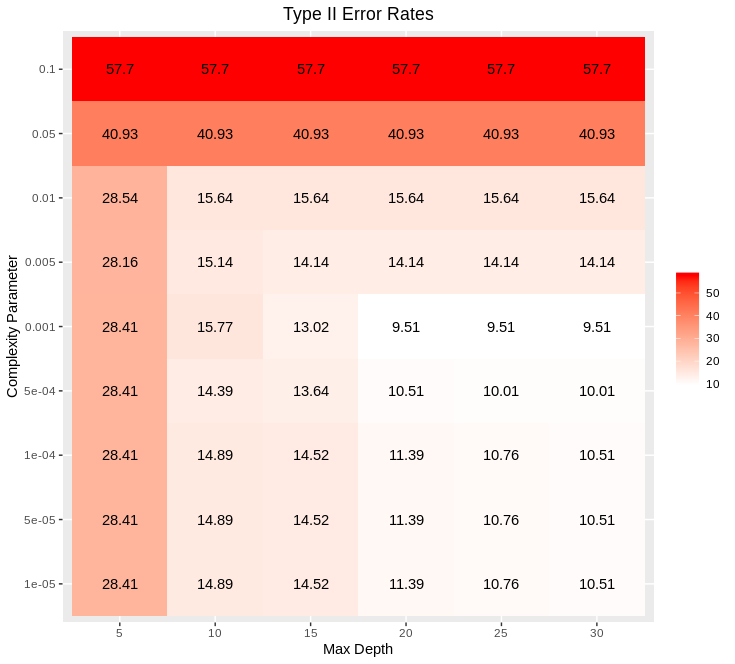 Type II Error Rates
Complexity Parameter
0.1 57.7 57.7 57.7 57.7 57.7 57.7
0.05 40.93 40.93 40.93 40.93 40.93 40.93
0.01 28.54 15.64 15.64 15.64 15.64 15.64
0.005 28.16 15.14 14.14 14.14 14.14 14.14
0.001 28.41 15.77 13.02 9.51 9.51 9.51
5e-04 28.41 14.39 13.64 10.51 10.01 10.01
1e-04 28.41 14.89 14.52 11.39 10.76 10.51
5e-05 28.41 14.89 14.52 11.39 10.76 10.51
1e-05 28.41 14.89 14.52 11.39 10.76 10.51
5 10 15 20 25 30
Max Depth
50
40
30
20
10